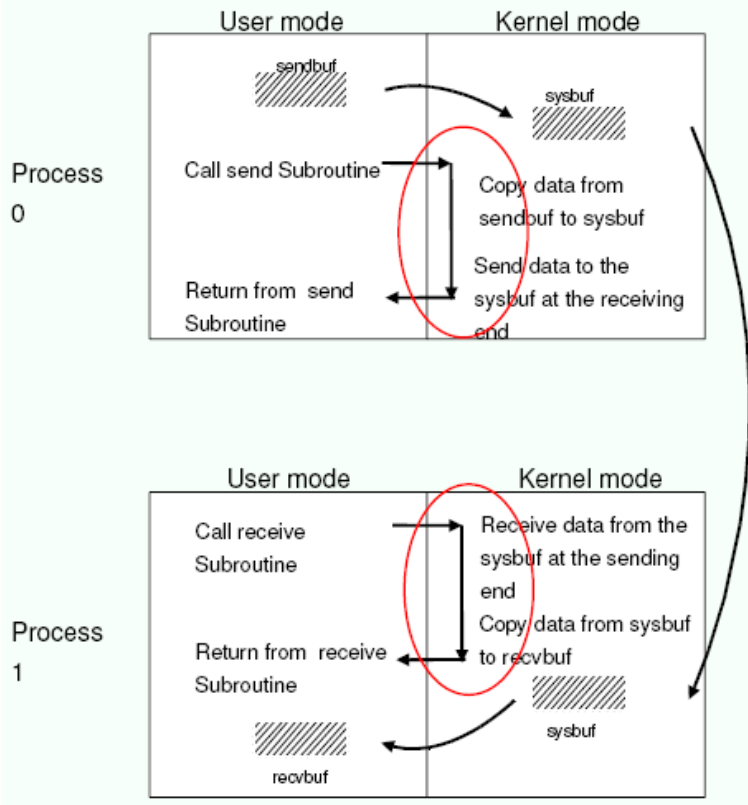 User mode
Kernel mode
sendbuf
sysbuf
Process
0
Call send Subroutine
Copy data from
sendbuf to sysbuf
Send data to the
sysbuf at the receiving
end
Return from send
Subroutine
User mode
Kernel mode
Process
1
Call receive
Subroutine
Receive data from the
sysbuf at the sending
end
Copy data from sysbuf
to recvbuf
Return from receive
Subroutine
sysbuf
recvbuf